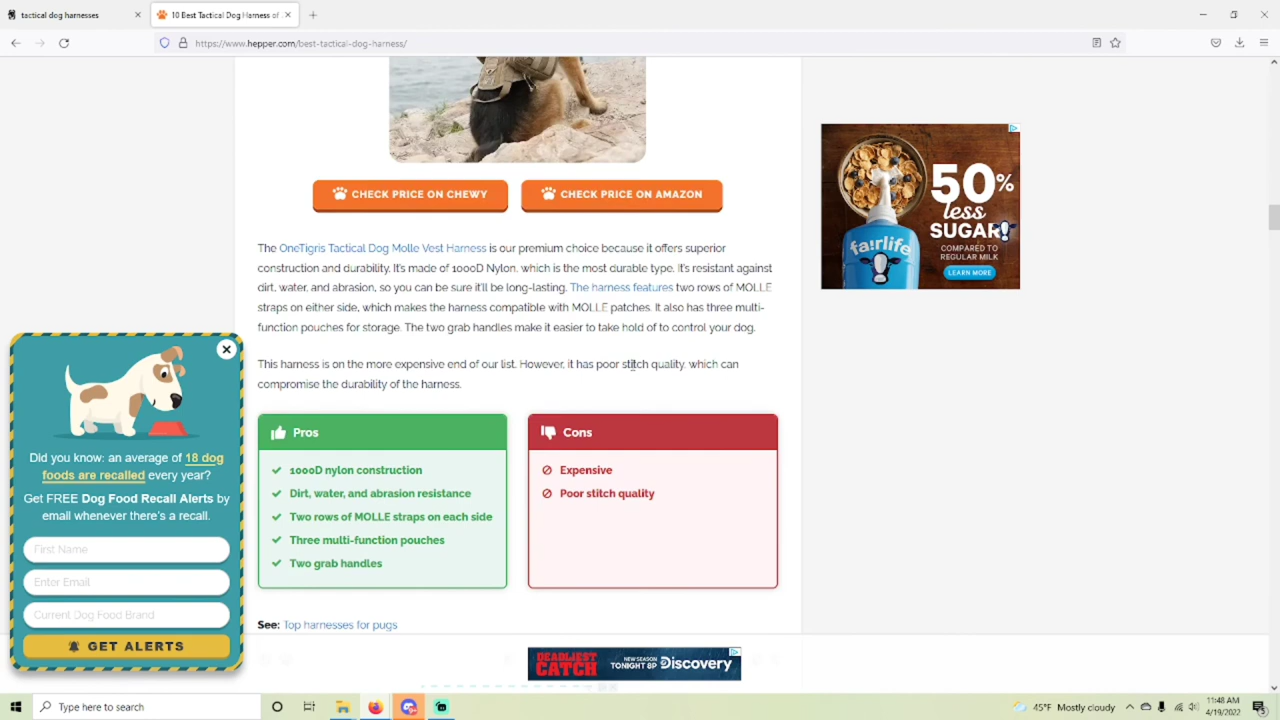 tactical dog harnesses
10 Best Tactical Dog Harness of
https://www.hepper.com/best-tactical-dog-harness/
CHECK PRICE ON CHEWY
CHECK PRICE ON AMAZON
The OneTigris Tactical Dog Molle Vest Harness is our premium choice because it offers superior
construction and durability. It's made of 1000D Nylon, which is the most durable type. It's resistant against
dirt, water, and abrasion, so you can be sure it'll be long-lasting. The harness features two rows of MOLLE
straps on either side, which makes the harness compatible with MOLLE patches. It also has three multi-
function pouches for storage. The two grab handles make it easier to take hold of to control your dog.
This harness is on the more expensive end of our list. However, it has poor stitch quality, which can
compromise the durability of the harness.
Pros
1000D nylon construction
Dirt, water, and abrasion resistance
Two rows of MOLLE straps on each side
Three multi-function pouches
Two grab handles
Cons
Expensive
Poor stitch quality
See: Top harnesses for pugs
50%
less
SUGAR
COMPARED TO
REGULAR MILK
LEARN MORE
fa!rlife
Did you know: an average of 18 dog
foods are recalled every year?
Get FREE Dog Food Recall Alerts by
email whenever there's a recall.
First Name
Enter Email
Current Dog Food Brand
GET ALERTS
DEADLIEST
CATCH
NEW SEASON
TONIGHT 8P
Discovery
Type here to search
45°F Mostly cloudy
11:48 AM
4/19/2022